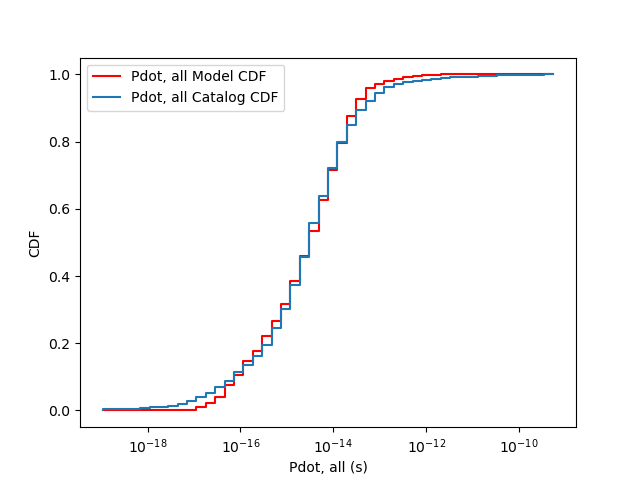 Pdot, all Model CDF
Pdot, all Catalog CDF
CDF
1.0
0.8
0.6
0.4
0.2
0.0
10⁻¹⁸ 10⁻¹⁶ 10⁻¹⁴ 10⁻¹² 10⁻¹⁰
Pdot, all (s)